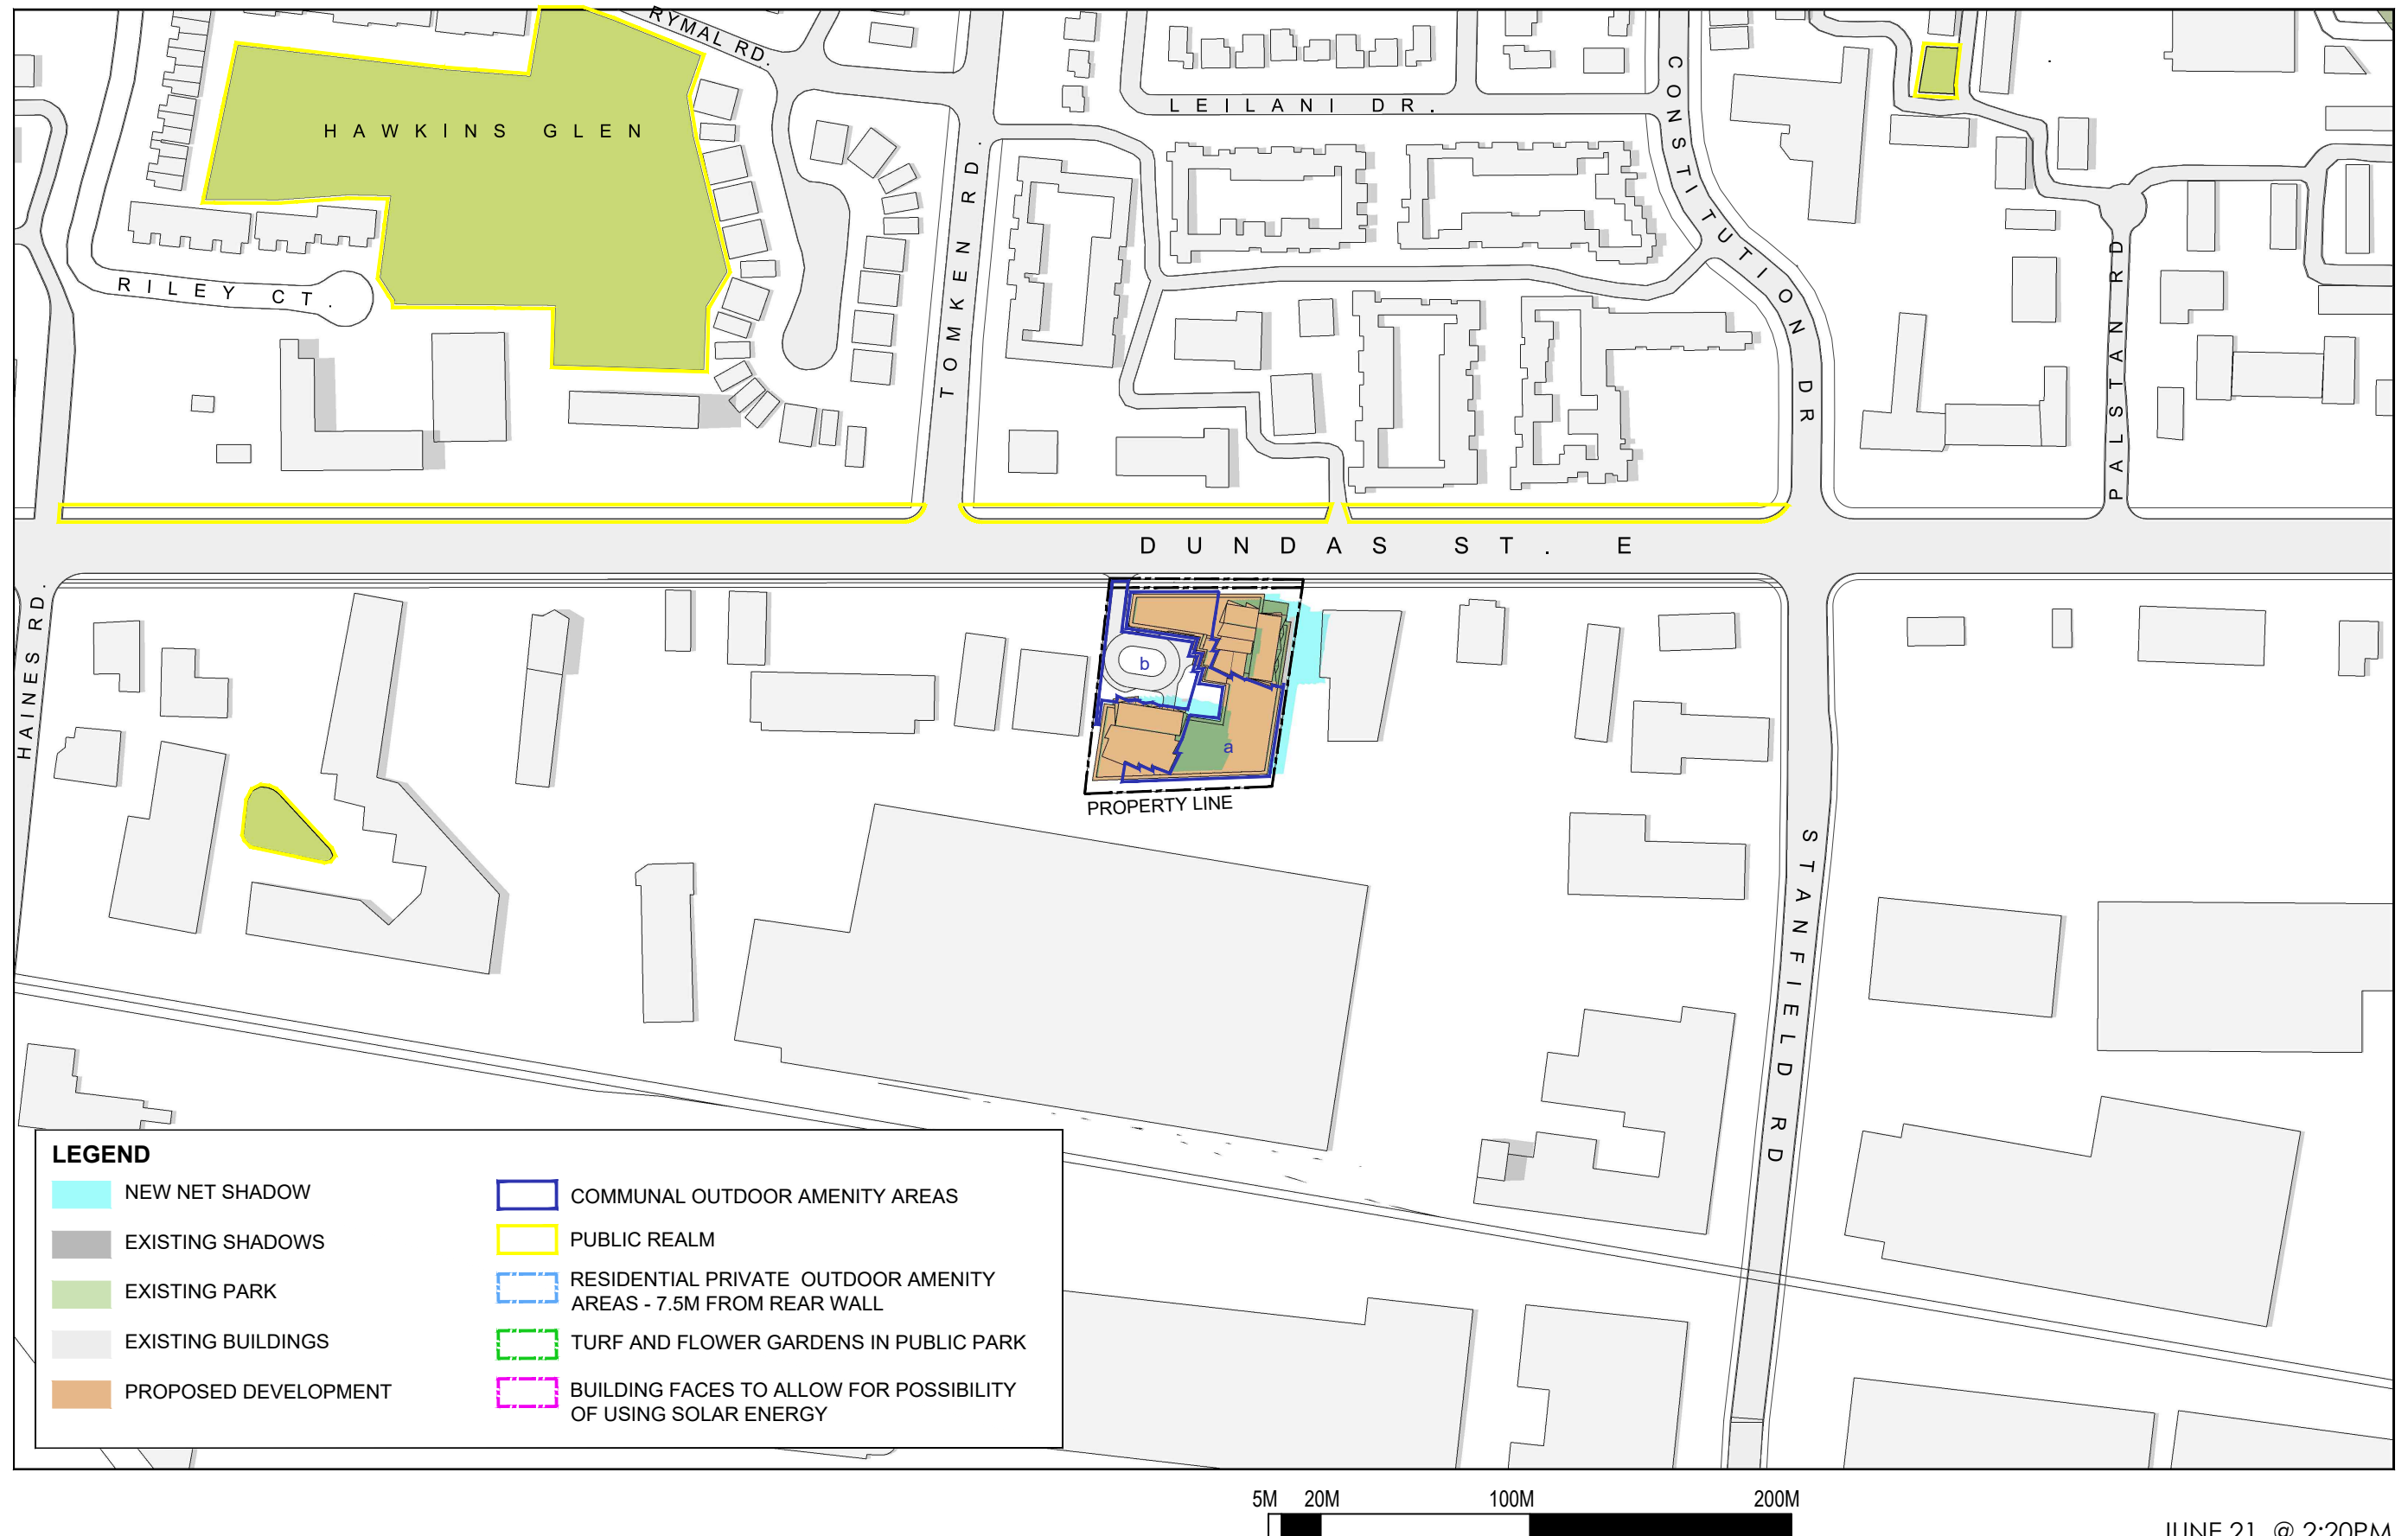 RYMAL RD.
HAWKINS GLEN
LEILANI DR.
CONSTITUTION DR
TOMKEN RD.
RILEY CT.
PALSTAN RD
DUNDAS ST. E
HAINES RD.
b
a
PROPERTY LINE
STANFIELD RD
LEGEND
NEW NET SHADOW
EXISTING SHADOWS
EXISTING PARK
EXISTING BUILDINGS
PROPOSED DEVELOPMENT
COMMUNAL OUTDOOR AMENITY AREAS
PUBLIC REALM
RESIDENTIAL PRIVATE OUTDOOR AMENITY
AREAS - 7.5M FROM REAR WALL
TURF AND FLOWER GARDENS IN PUBLIC PARK
BUILDING FACES TO ALLOW FOR POSSIBILITY
OF USING SOLAR ENERGY
5M 20M 100M 200M
JUNE 21 @ 2:20PM